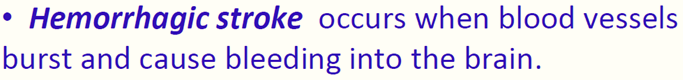 • Hemorrhagic stroke occurs when blood vessels
burst and cause bleeding into the brain.